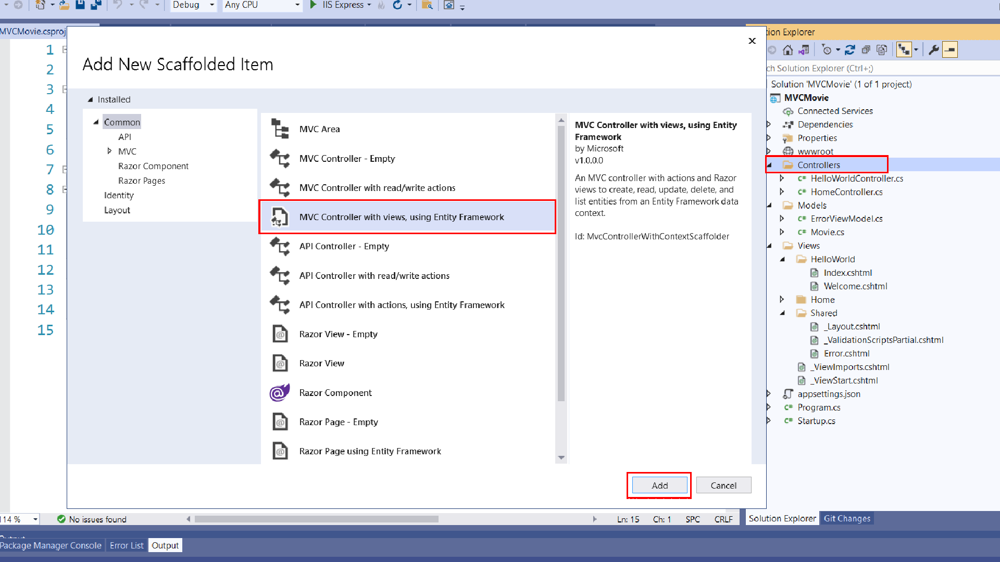 Debug
Any CPU
IIS Express
MVCMovie.csproj
1
2
3
4
5
6
7
8
9
10
11
12
13
14
15
Add New Scaffolded Item
Installed
Common
API
MVC
Razor Component
Razor Pages
Identity
Layout
MVC Area
MVC Controller - Empty
MVC Controller with read/write actions
MVC Controller with views, using Entity Framework
API Controller - Empty
API Controller with read/write actions
API Controller with actions, using Entity Framework
Razor View - Empty
Razor View
Razor Component
Razor Page - Empty
Razor Page using Entity Framework
MVC Controller with views, using Entity
Framework
by Microsoft
v1.0.0.0
An MVC controller with actions and Razor
views to create, read, update, delete, and
list entities from an Entity Framework data
context.
Id: MvcControllerWithContextScaffolder
Add
Cancel
tion Explorer
ch Solution Explorer (Ctrl+;)
Solution 'MVCMovie' (1 of 1 project)
MVCMovie
Connected Services
Dependencies
Properties
wwwroot
Controllers
HelloWorldController.cs
HomeController.cs
Models
ErrorViewModel.cs
Movie.cs
Views
HelloWorld
Index.cshtml
Welcome.cshtml
Home
Shared
_Layout.cshtml
_ValidationScriptsPartial.cshtml
Error.cshtml
_ViewImports.cshtml
_ViewStart.cshtml
appsettings.json
Program.cs
Startup.cs
114 %
No issues found
Ln: 15
Ch: 1
SPC
CRLF
Solution Explorer
Git Changes
Output
Package Manager Console
Error List
Output